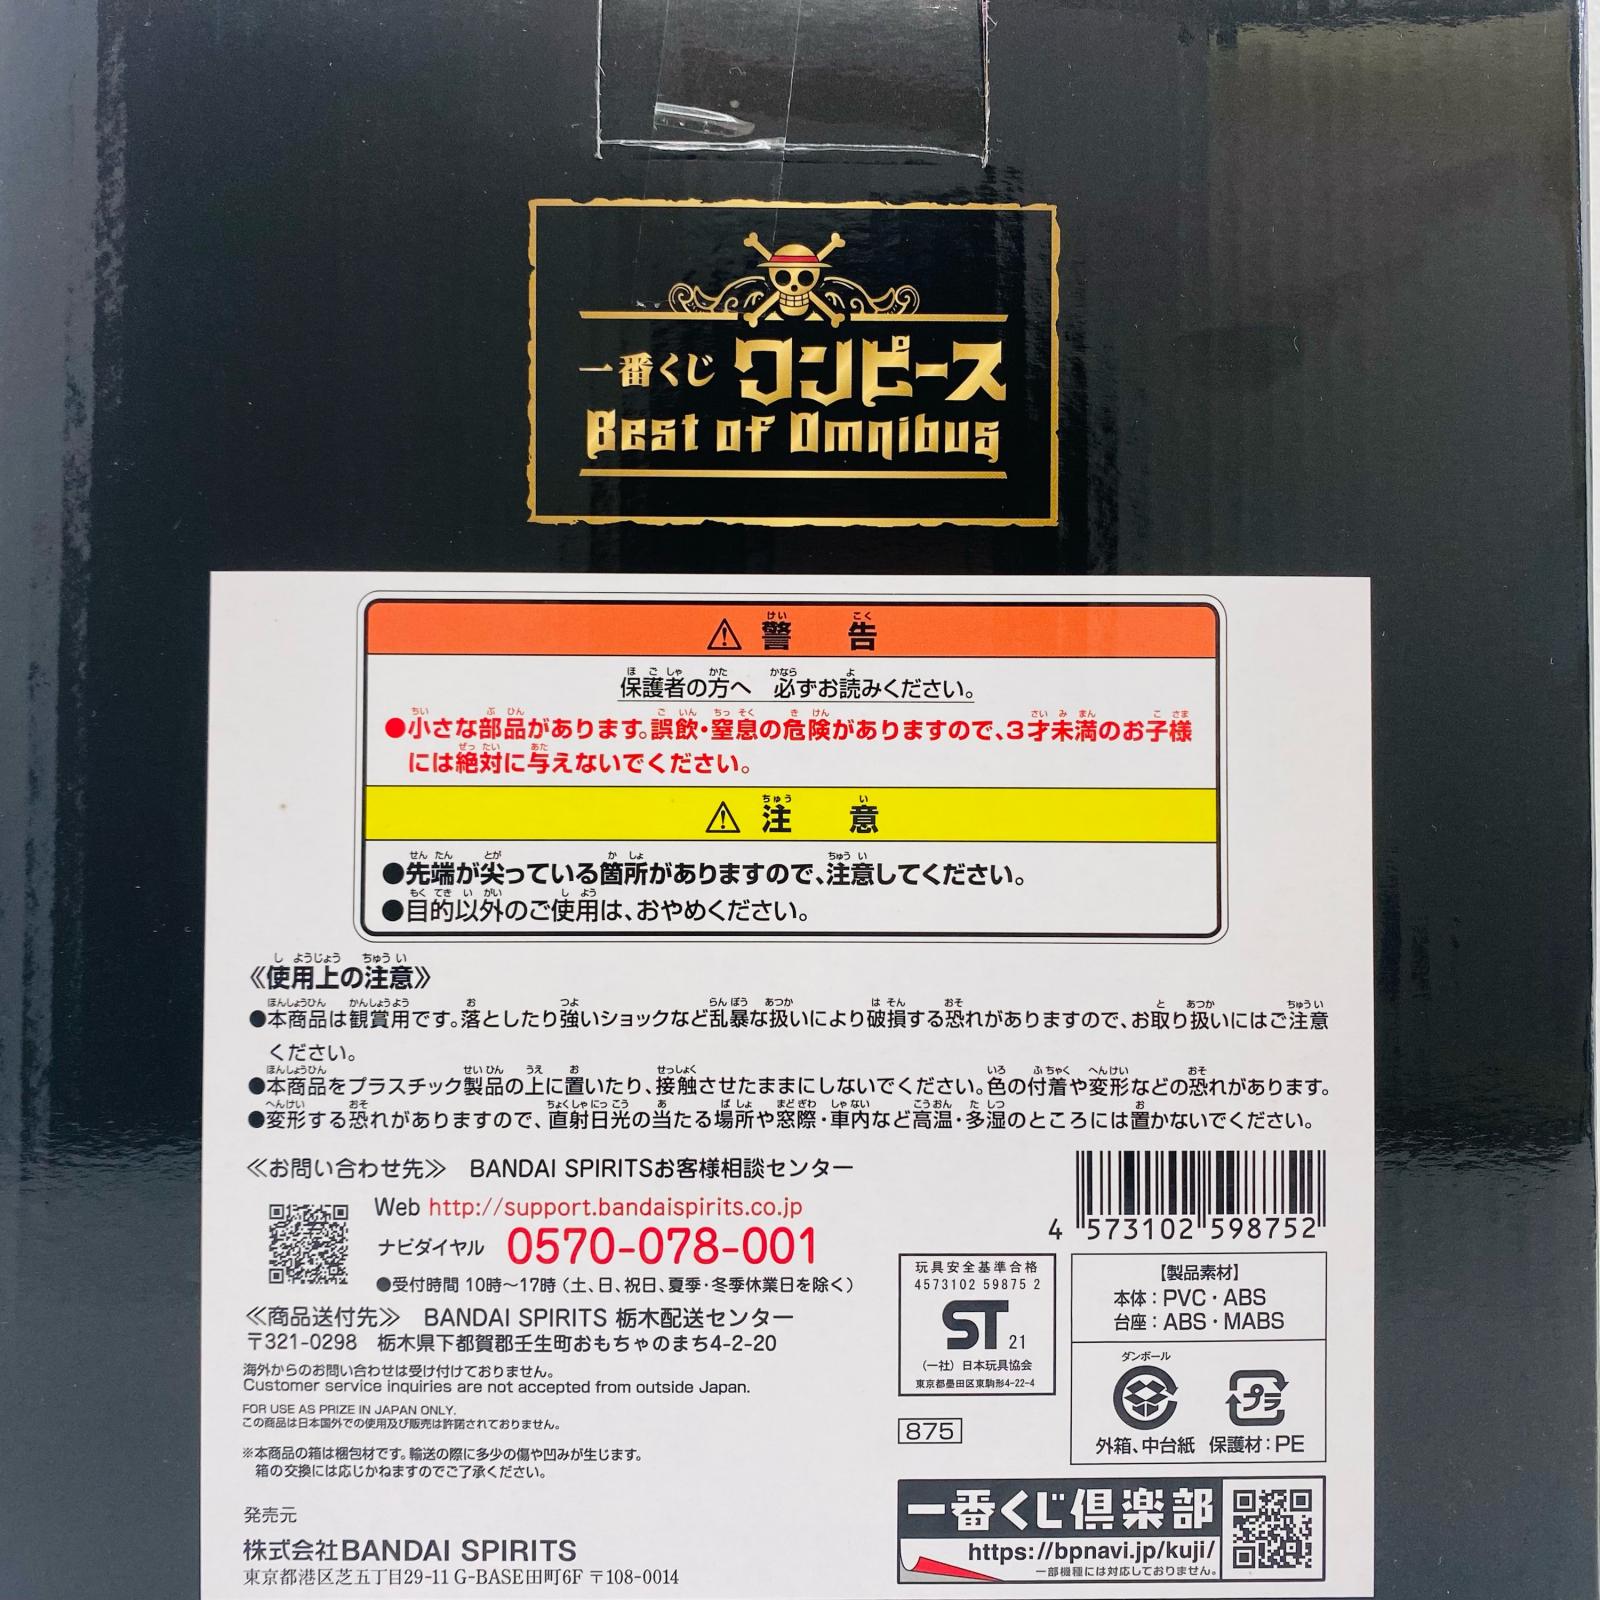 一番くじ ワンピース
Best of Omnibus
⚠ 警告
保護者の方へ 必ずお読みください。
●小さな部品があります。誤飲・窒息の危険がありますので、3才未満のお子様
には絶対に与えないでください。
⚠ 注意
●先端が尖っている箇所がありますので、注意してください。
●目的以外のご使用は、おやめください。
《使用上の注意》
●本商品は観賞用です。落としたり強いショックなど乱暴な扱いにより破損する恐れがありますので、お取り扱いにはご注意
ください。
●本商品をプラスチック製品の上に置いたり、接触させたままにしないでください。色の付着や変形などの恐れがあります。
●変形する恐れがありますので、直射日光の当たる場所や窓際・車内など高温・多湿のところには置かないでください。
≪お問い合わせ先≫ BANDAI SPIRITSお客様相談センター
Web http://support.bandaispirits.co.jp
ナビダイヤル 0570-078-001
●受付時間 10時～17時（土、日、祝日、夏季・冬季休業日を除く）
≪商品送付先≫ BANDAI SPIRITS 栃木配送センター
〒321-0298 栃木県下都賀郡壬生町おもちゃのまち4-2-20
海外からのお問い合わせは受け付けておりません。
Customer service inquiries are not accepted from outside Japan.
FOR USE AS PRIZE IN JAPAN ONLY.
この商品は日本国外での使用及び販売は許諾されておりません。
※本商品の箱は梱包材です。輸送の際に多少の傷や凹みが生じます。
箱の交換には応じかねますのでご了承ください。
発売元
株式会社BANDAI SPIRITS
東京都港区芝五丁目29-11 G-BASE田町6F 〒108-0014
4 573102 598752
玩具安全基準合格
4573102 59875 2
ST 21
（一社）日本玩具協会
東京都墨田区東駒形4-22-4
875
【製品素材】
本体：PVC・ABS
台座：ABS・MABS
ダンボール
外箱、中台紙
プラ
保護材：PE
一番くじ倶楽部
https://bpnavi.jp/kuji/
一部機種には対応しておりません。